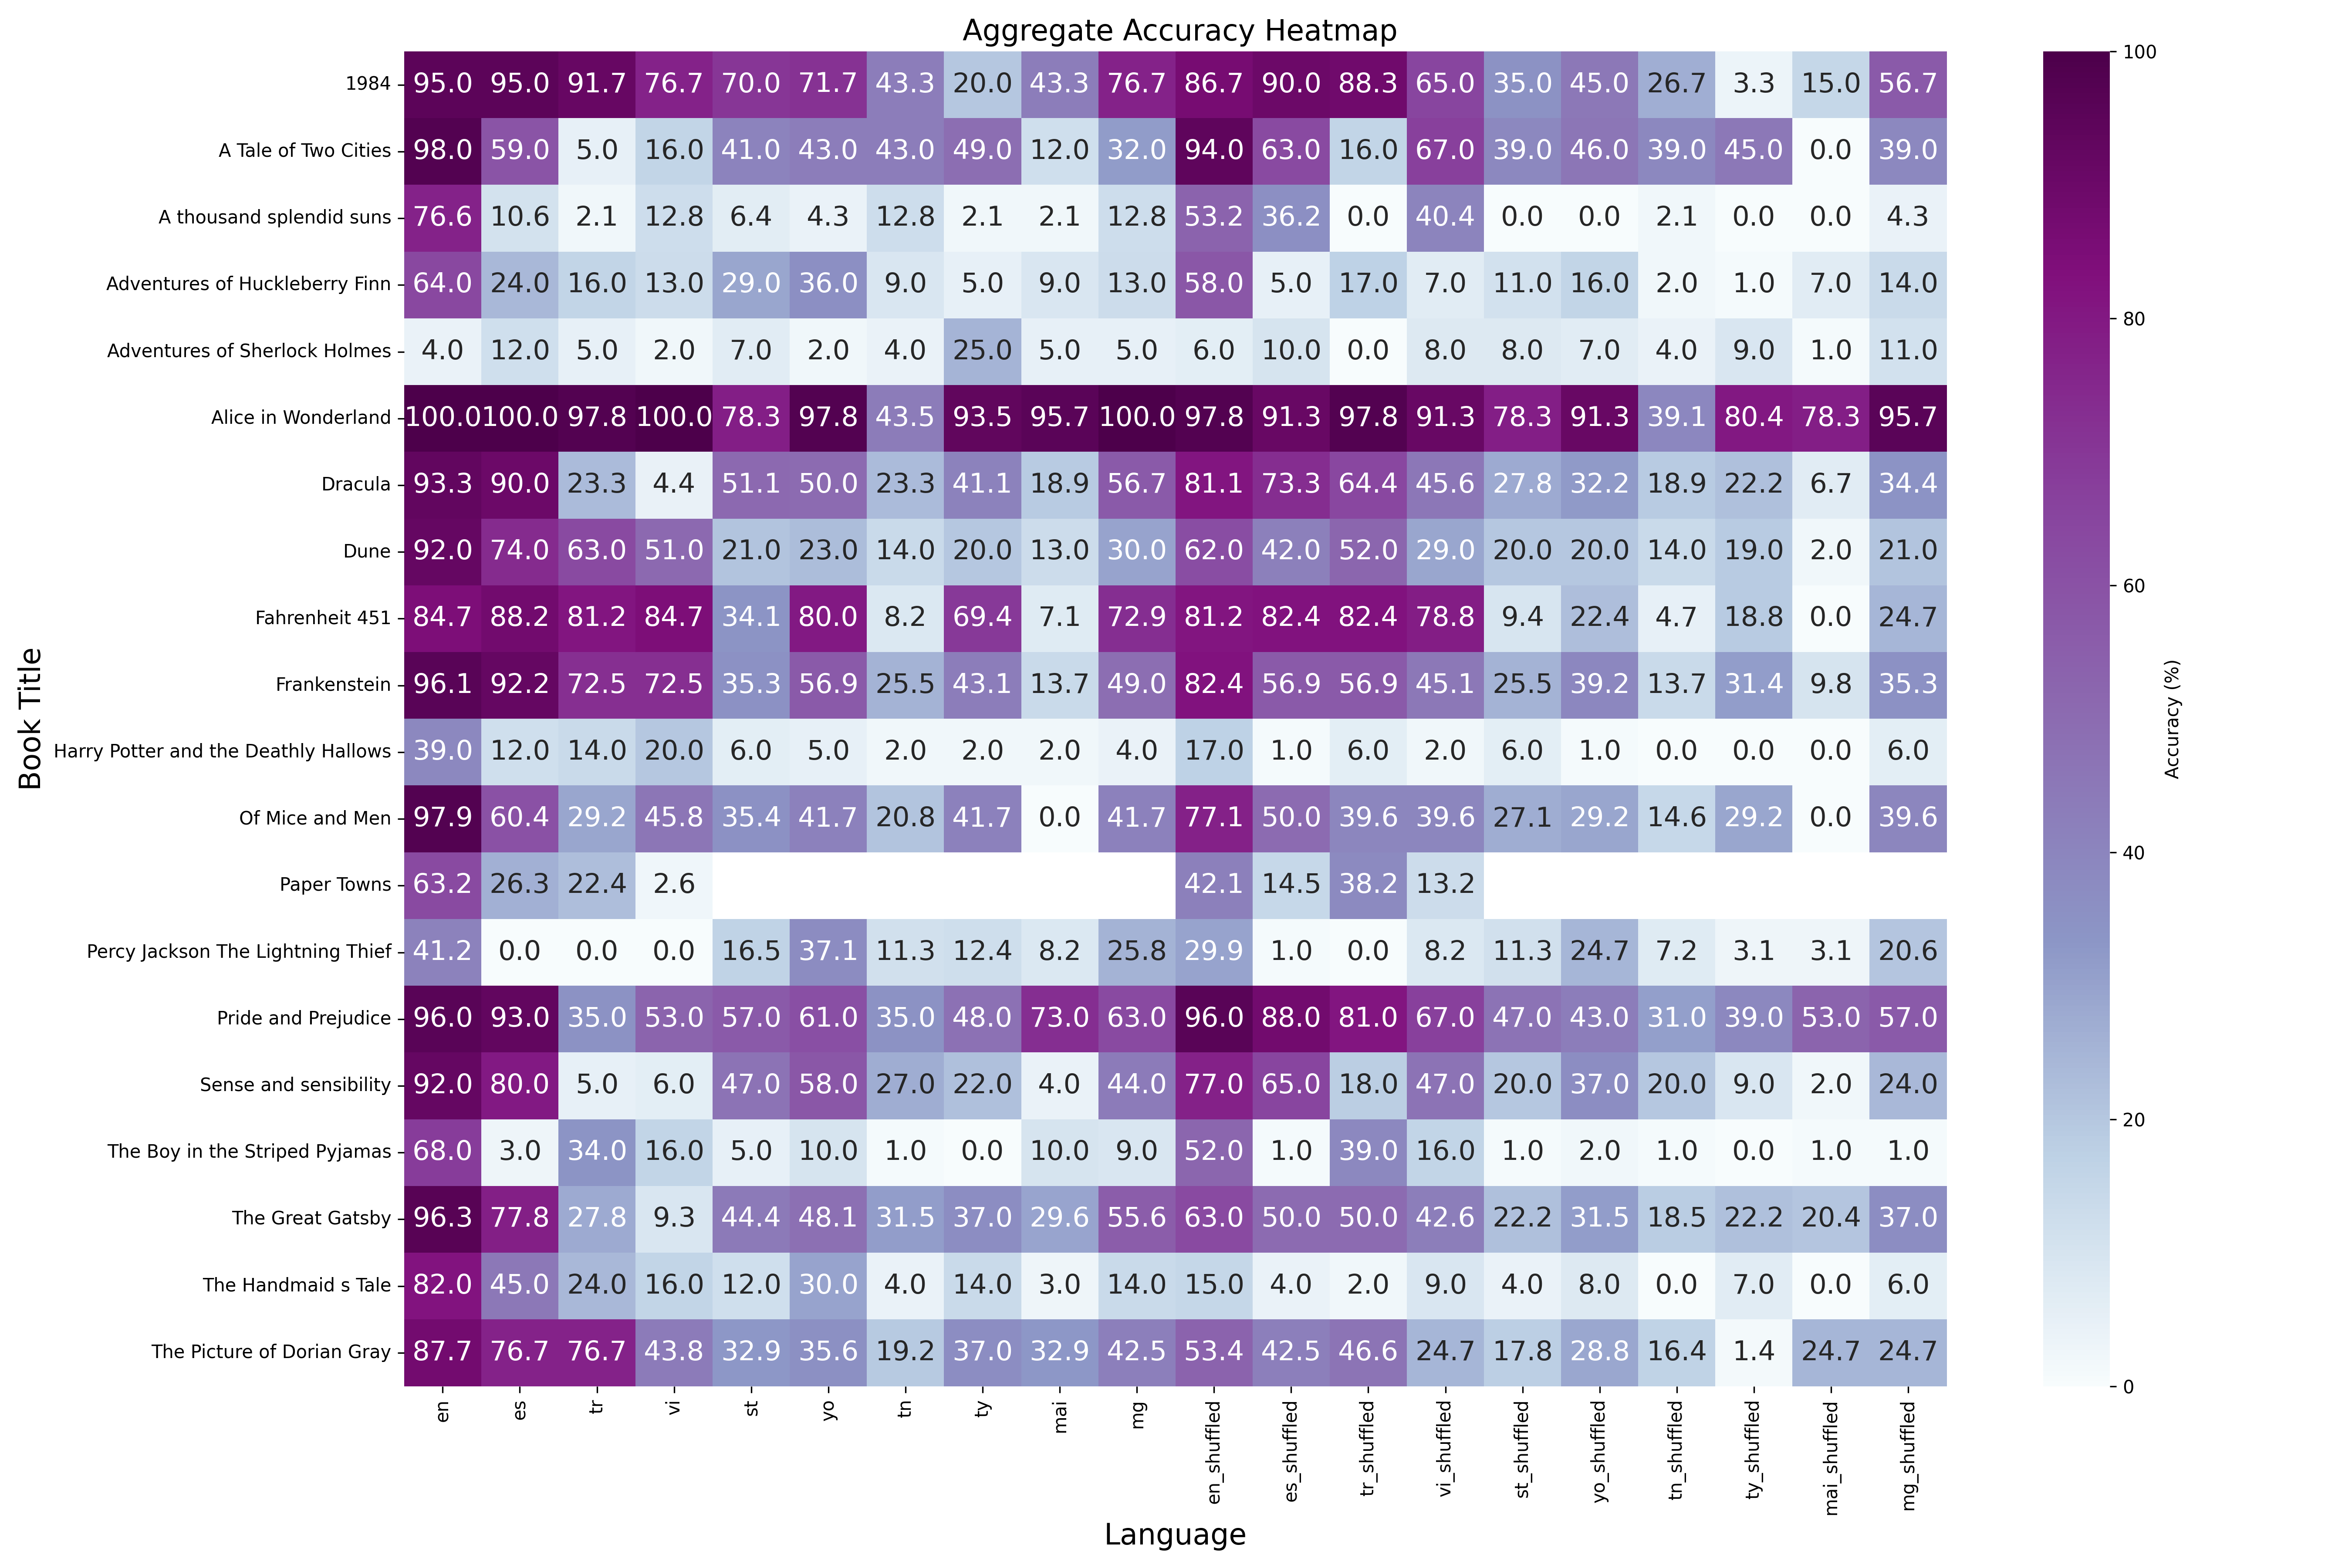 Aggregate Accuracy Heatmap
Book Title
1984 95.0 95.0 91.7 76.7 70.0 71.7 43.3 20.0 43.3 76.7 86.7 90.0 88.3 65.0 35.0 45.0 26.7 3.3 15.0 56.7
A Tale of Two Cities 98.0 59.0 5.0 16.0 41.0 43.0 43.0 49.0 12.0 32.0 94.0 63.0 16.0 67.0 39.0 46.0 39.0 45.0 0.0 39.0
A thousand splendid suns 76.6 10.6 2.1 12.8 6.4 4.3 12.8 2.1 2.1 12.8 53.2 36.2 0.0 40.4 0.0 0.0 2.1 0.0 0.0 4.3
Adventures of Huckleberry Finn 64.0 24.0 16.0 13.0 29.0 36.0 9.0 5.0 9.0 13.0 58.0 5.0 17.0 7.0 11.0 16.0 2.0 1.0 7.0 14.0
Adventures of Sherlock Holmes 4.0 12.0 5.0 2.0 7.0 2.0 4.0 25.0 5.0 5.0 6.0 10.0 0.0 8.0 8.0 7.0 4.0 9.0 1.0 11.0
Alice in Wonderland 100.0 100.0 97.8 100.0 78.3 97.8 43.5 93.5 95.7 100.0 97.8 91.3 97.8 91.3 78.3 91.3 39.1 80.4 78.3 95.7
Dracula 93.3 90.0 23.3 4.4 51.1 50.0 23.3 41.1 18.9 56.7 81.1 73.3 64.4 45.6 27.8 32.2 18.9 22.2 6.7 34.4
Dune 92.0 74.0 63.0 51.0 21.0 23.0 14.0 20.0 13.0 30.0 62.0 42.0 52.0 29.0 20.0 20.0 14.0 19.0 2.0 21.0
Fahrenheit 451 84.7 88.2 81.2 84.7 34.1 80.0 8.2 69.4 7.1 72.9 81.2 82.4 82.4 78.8 9.4 22.4 4.7 18.8 0.0 24.7
Frankenstein 96.1 92.2 72.5 72.5 35.3 56.9 25.5 43.1 13.7 49.0 82.4 56.9 56.9 45.1 25.5 39.2 13.7 31.4 9.8 35.3
Harry Potter and the Deathly Hallows 39.0 12.0 14.0 20.0 6.0 5.0 2.0 2.0 2.0 4.0 17.0 1.0 6.0 2.0 6.0 1.0 0.0 0.0 0.0 6.0
Of Mice and Men 97.9 60.4 29.2 45.8 35.4 41.7 20.8 41.7 0.0 41.7 77.1 50.0 39.6 39.6 27.1 29.2 14.6 29.2 0.0 39.6
Paper Towns 63.2 26.3 22.4 2.6 42.1 14.5 38.2 13.2
Percy Jackson The Lightning Thief 41.2 0.0 0.0 0.0 16.5 37.1 11.3 12.4 8.2 25.8 29.9 1.0 0.0 8.2 11.3 24.7 7.2 3.1 3.1 20.6
Pride and Prejudice 96.0 93.0 35.0 53.0 57.0 61.0 35.0 48.0 73.0 63.0 96.0 88.0 81.0 67.0 47.0 43.0 31.0 39.0 53.0 57.0
Sense and sensibility 92.0 80.0 5.0 6.0 47.0 58.0 27.0 22.0 4.0 44.0 77.0 65.0 18.0 47.0 20.0 37.0 20.0 9.0 2.0 24.0
The Boy in the Striped Pyjamas 68.0 3.0 34.0 16.0 5.0 10.0 1.0 0.0 10.0 9.0 52.0 1.0 39.0 16.0 1.0 2.0 1.0 0.0 1.0 1.0
The Great Gatsby 96.3 77.8 27.8 9.3 44.4 48.1 31.5 37.0 29.6 55.6 63.0 50.0 50.0 42.6 22.2 31.5 18.5 22.2 20.4 37.0
The Handmaid s Tale 82.0 45.0 24.0 16.0 12.0 30.0 4.0 14.0 3.0 14.0 15.0 4.0 2.0 9.0 4.0 8.0 0.0 7.0 0.0 6.0
The Picture of Dorian Gray 87.7 76.7 76.7 43.8 32.9 35.6 19.2 37.0 32.9 42.5 53.4 42.5 46.6 24.7 17.8 28.8 16.4 1.4 24.7 24.7
en es tr vi st yo tn ty mai mg en_shuffled es_shuffled tr_shuffled vi_shuffled st_shuffled yo_shuffled tn_shuffled ty_shuffled mai_shuffled mg_shuffled
Language
100
80
60
40
20
0
Accuracy (%)